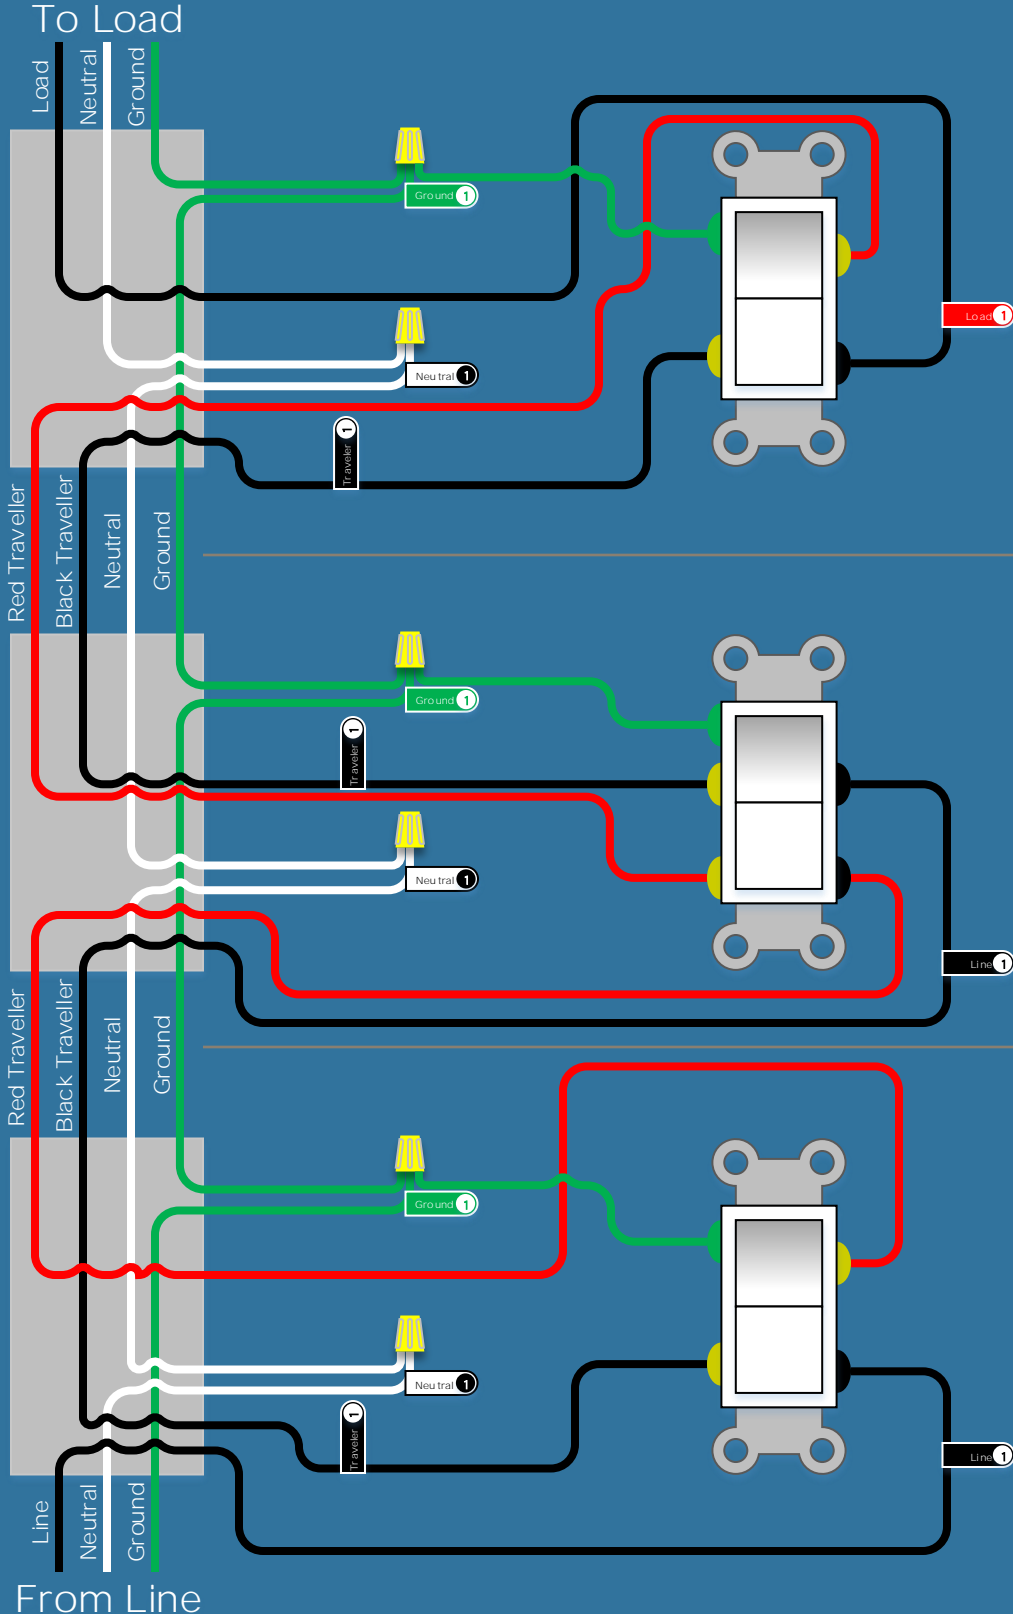 To Load
Load
Neutral
Ground
Ground 1
Load 1
Neutral 1
Traveler 1
Red Traveller
Black Traveller
Neutral
Ground
Ground 1
Traveler 1
Neutral 1
Line 1
Red Traveller
Black Traveller
Neutral
Ground
Ground 1
Neutral 1
Traveler 1
Line 1
Line
Neutral
Ground
From Line